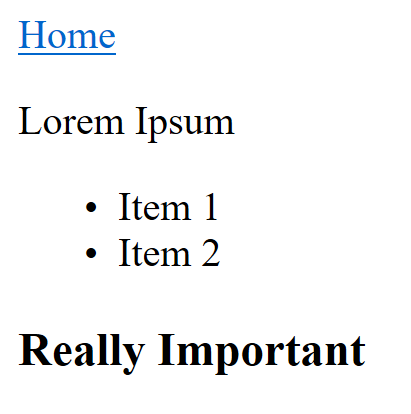 Home
Lorem Ipsum
• Item 1
• Item 2
Really Important